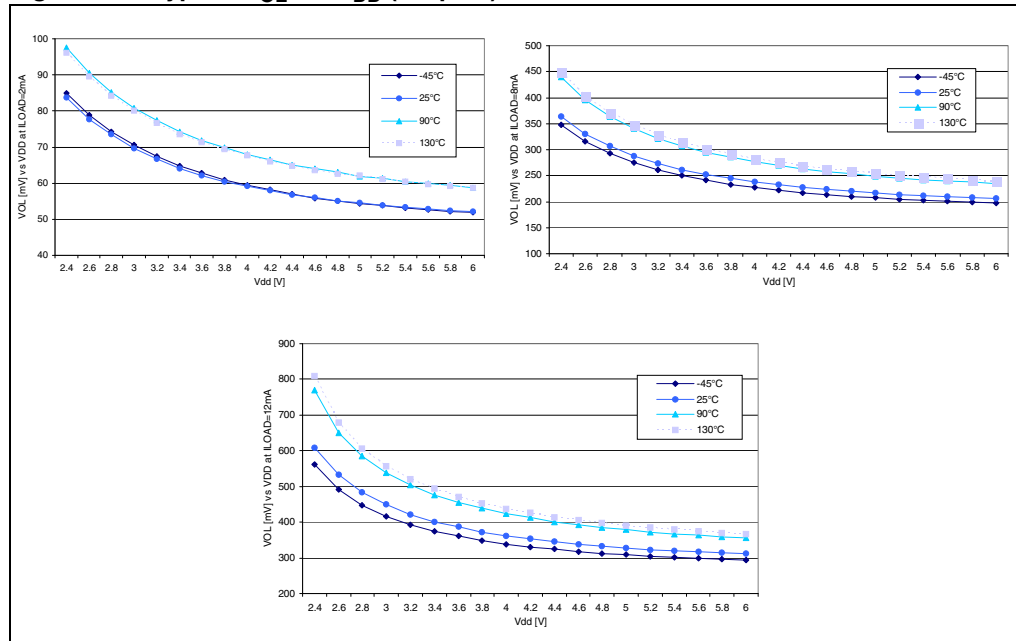 VOL [mV] vs VDD at ILOAD=2mA
100
90
80
70
60
50
40
-45°C
25°C
90°C
130°C
2.4 2.6 2.8 3 3.2 3.4 3.6 3.8 4 4.2 4.4 4.6 4.8 5 5.2 5.4 5.6 5.8 6
Vdd [V]
VOL [mV] vs VDD at ILOAD=8mA
500
450
400
350
300
250
200
150
100
-45°C
25°C
90°C
130°C
2.4 2.6 2.8 3 3.2 3.4 3.6 3.8 4 4.2 4.4 4.6 4.8 5 5.2 5.4 5.6 5.8 6
Vdd [V]
VOL [mV] vs VDD at ILOAD=12mA
900
800
700
600
500
400
300
200
-45°C
25°C
90°C
130°C
2.4 2.6 2.8 3 3.2 3.4 3.6 3.8 4 4.2 4.4 4.6 4.8 5 5.2 5.4 5.6 5.8 6
Vdd [V]